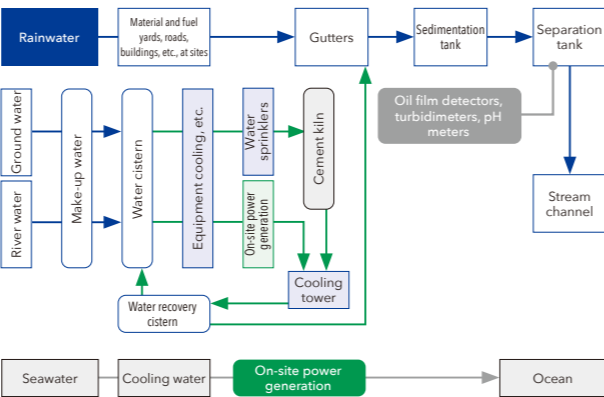 Rainwater
Material and fuel
yards, roads,
buildings, etc., at sites
Gutters
Sedimentation
tank
Separation
tank
Oil film detectors,
turbidimeters, pH
meters
Stream
channel
Ground water
River water
Make-up water
Water cistern
Equipment cooling, etc.
Water
sprinklers
On-site power
generation
Cement kiln
Cooling
tower
Water recovery
cistern
Seawater
Cooling water
On-site power
generation
Ocean